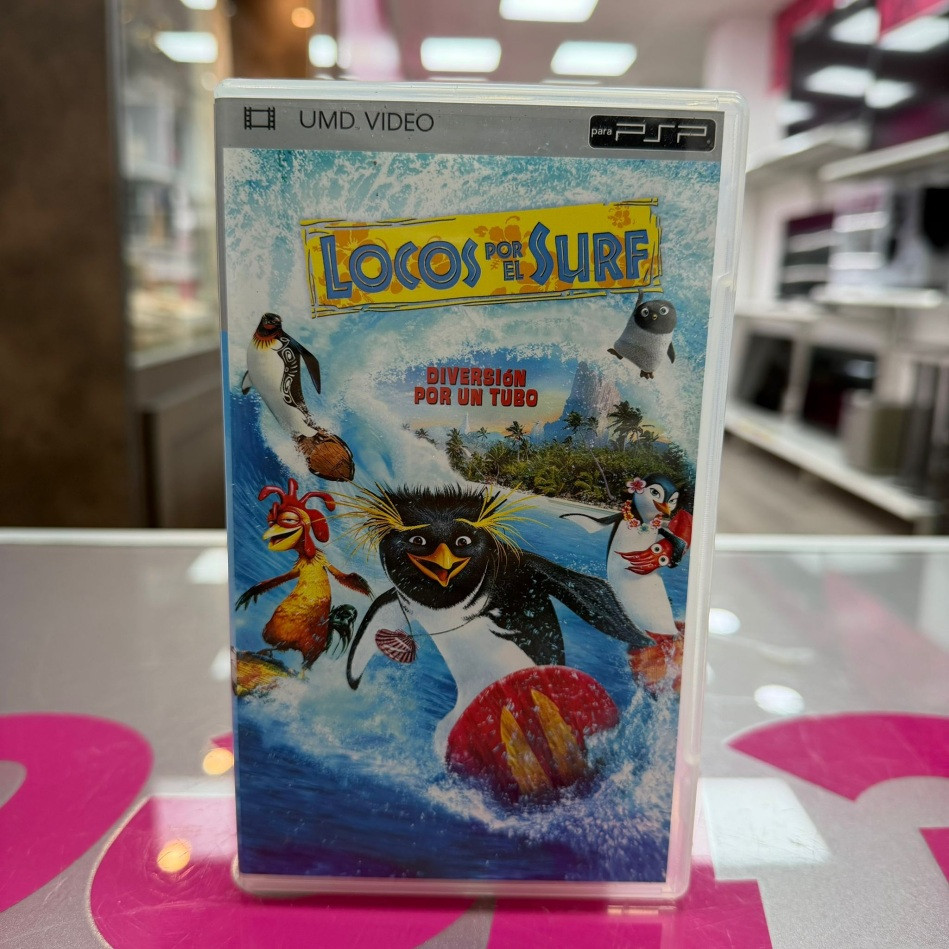 UMD VIDEO
para PSP
LOCOS POR EL SURF
DIVERSIÓN
POR UN TUBO